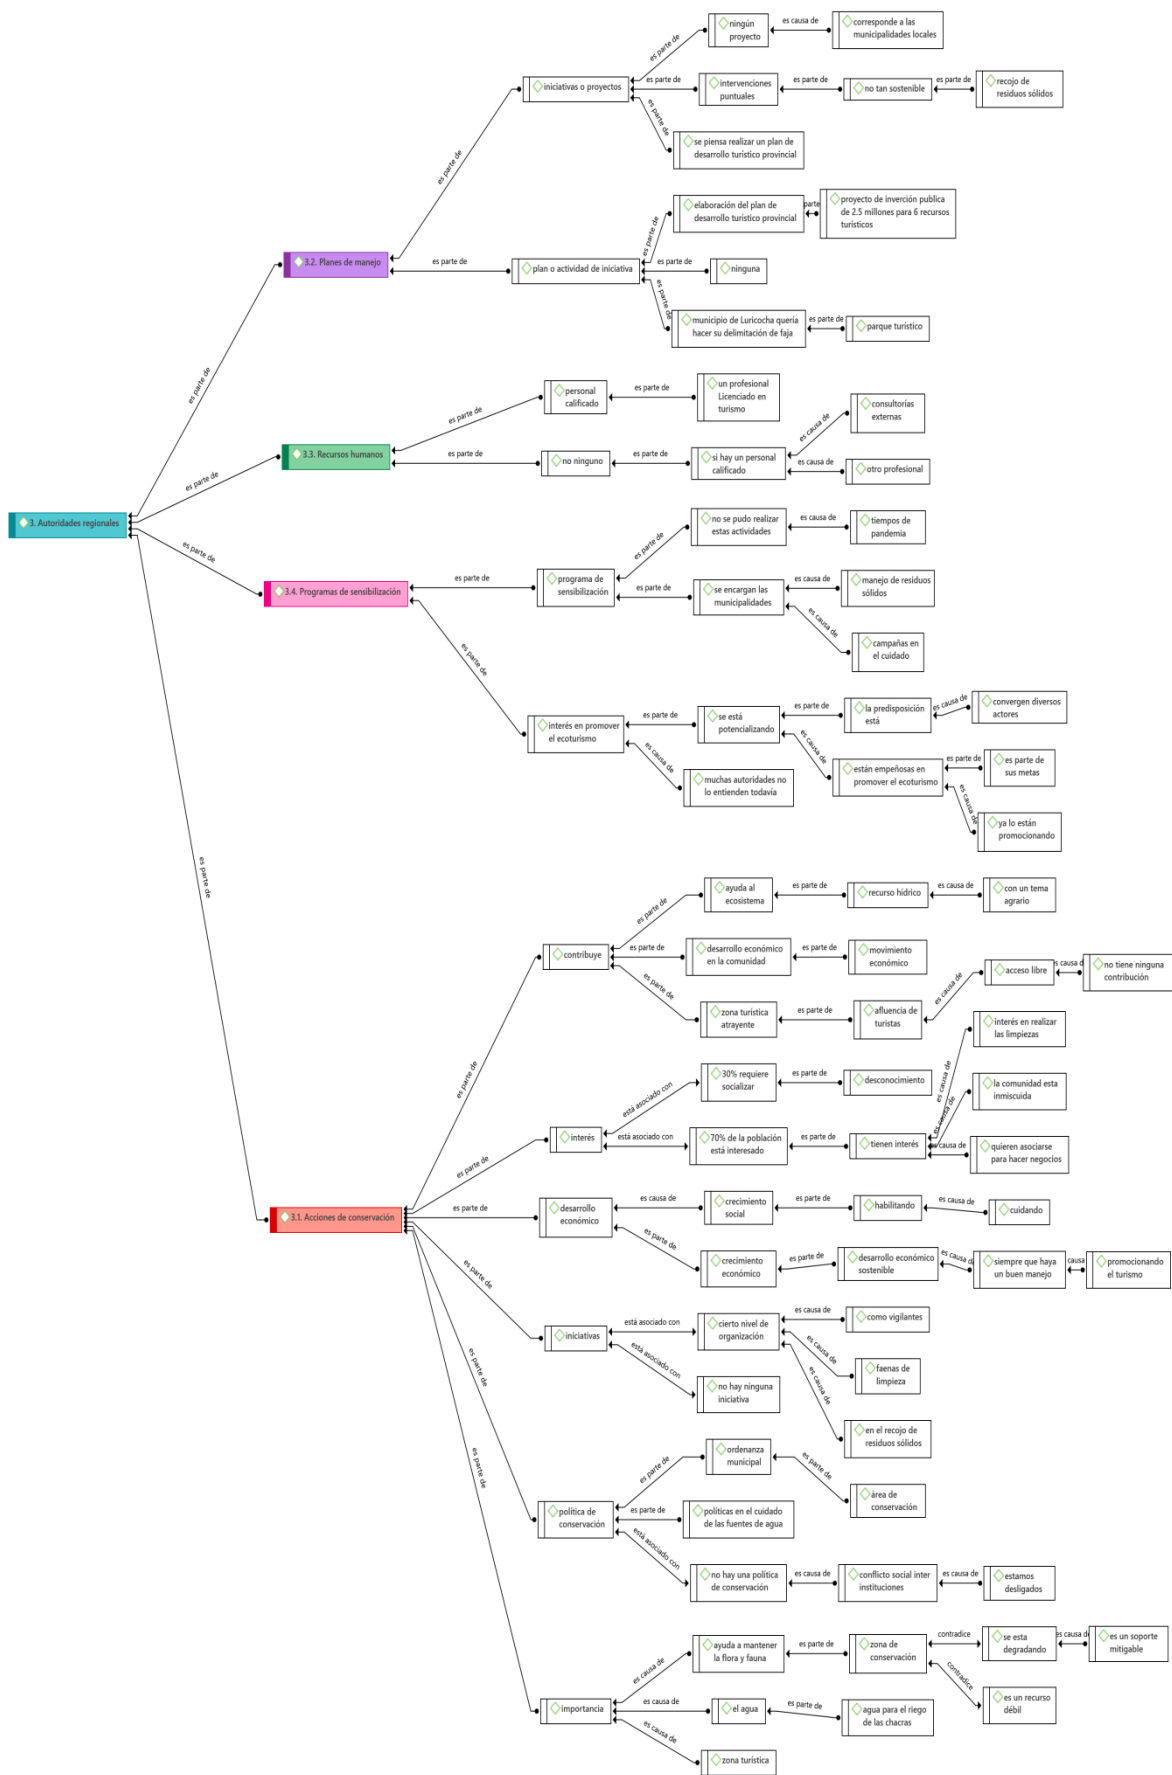 ningún
proyecto
es causa de
corresponde a las
municipalidades locales
es parte de
iniciativas o proyectos
es parte de
intervenciones
puntuales
es parte de
no tan sostenible
es parte de
recojo de
residuos sólidos
es parte de
se piensa realizar un plan de
desarrollo turístico provincial
es parte de
elaboración del plan de
desarrollo turístico provincial
parte
proyecto de inverción publica
de 2.5 millones para 6 recursos
turísticos
es parte de
3.2. Planes de manejo
es parte de
plan o actividad de iniciativa
es parte de
ninguna
es parte de
municipio de Luricocha quería
hacer su delimitación de faja
es parte de
parque turístico
es parte de
personal
calificado
es parte de
un profesional
Licenciado en
turismo
es parte de
consultorías
externas
es causa de
3.3. Recursos humanos
es parte de
no ninguno
es parte de
si hay un personal
calificado
es causa de
otro profesional
es parte de
3. Autoridades regionales
es parte de
no se pudo realizar
estas actividades
es causa de
tiempos de
pandemia
es parte de
3.4. Programas de sensibilización
es parte de
programa de
sensibilización
es parte de
se encargan las
municipalidades
es causa de
manejo de residuos
sólidos
es causa de
campañas en
el cuidado
es parte de
interés en promover
el ecoturismo
es parte de
se está
potencializando
es parte de
la predisposición
está
es causa de
convergen diversos
actores
es causa de
están empeñosas en
promover el ecoturismo
es parte de
es parte de
sus metas
es causa de
ya lo están
promocionando
es causa de
muchas autoridades no
lo entienden todavía
es parte de
ayuda al
ecosistema
es parte de
recurso hídrico
es causa de
con un tema
agrario
es parte de
contribuye
es parte de
desarrollo económico
en la comunidad
es parte de
movimiento
económico
es parte de
zona turística
atrayente
es parte de
afluencia de
turistas
es causa de
acceso libre
es causa d
no tiene ninguna
contribución
es parte de
interés
está asociado con
30% requiere
socializar
es parte de
desconocimiento
está asociado con
70% de la población
está interesado
es parte de
tienen interés
es causa de
interés en realizar
las limpiezas
es causa de
la comunidad esta
inmiscuida
es causa de
quieren asociarse
para hacer negocios
es parte de
3.1. Acciones de conservación
es parte de
es parte de
desarrollo
económico
es causa de
crecimiento
social
es parte de
habilitando
es causa de
cuidando
es parte de
crecimiento
económico
es parte de
desarrollo económico
sostenible
es causa d
siempre que haya
un buen manejo
causa
promocionando
el turismo
es parte de
iniciativas
está asociado con
cierto nivel de
organización
es causa de
como vigilantes
es causa de
faenas de
limpieza
es causa de
en el recojo de
residuos sólidos
está asociado con
no hay ninguna
iniciativa
es parte de
política de
conservación
es parte de
ordenanza
municipal
es parte de
área de
conservación
es parte de
políticas en el cuidado
de las fuentes de agua
está asociado con
no hay una política
de conservación
es causa de
conflicto social inter
instituciones
es causa de
estamos
desligados
es parte de
importancia
es causa de
ayuda a mantener
la flora y fauna
es parte de
zona de
conservación
contradice
se esta
degradando
es causa d
es un soporte
mitigable
contradice
es un recurso
débil
es causa de
el agua
es parte de
agua para el riego
de las chacras
es causa de
zona turística